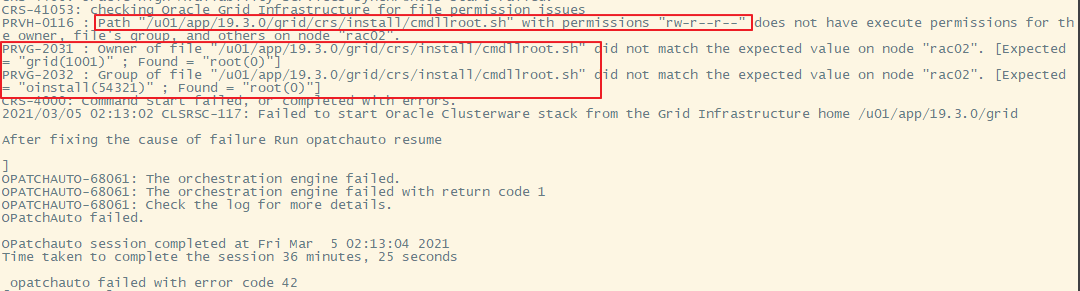 CRS-41053: checking Oracle Grid Infrastructure for file permission issues
PRVH-0116 : Path "/u01/app/19.3.0/grid/crs/install/cmdllroot.sh" with permissions "rw-r--r--" does not have execute permissions for th
e owner, file's group, and others on node "rac02".
PRVG-2031 : Owner of file "/u01/app/19.3.0/grid/crs/install/cmdllroot.sh" did not match the expected value on node "rac02". [Expected
= "grid(1001)" ; Found = "root(0)"]
PRVG-2032 : Group of file "/u01/app/19.3.0/grid/crs/install/cmdllroot.sh" did not match the expected value on node "rac02". [Expected
= "oinstall(54321)" ; Found = "root(0)"]
CRS-4000: Command Start failed, or completed with errors.
2021/03/05 02:13:02 CLSRSC-117: Failed to start Oracle Clusterware stack from the Grid Infrastructure home /u01/app/19.3.0/grid
After fixing the cause of failure Run opatchauto resume
]
OPATCHAUTO-68061: The orchestration engine failed.
OPATCHAUTO-68061: The orchestration engine failed with return code 1
OPATCHAUTO-68061: Check the log for more details.
OPatchAuto failed.
OPatchauto session completed at Fri Mar  5 02:13:04 2021
Time taken to complete the session 36 minutes, 25 seconds
 opatchauto failed with error code 42